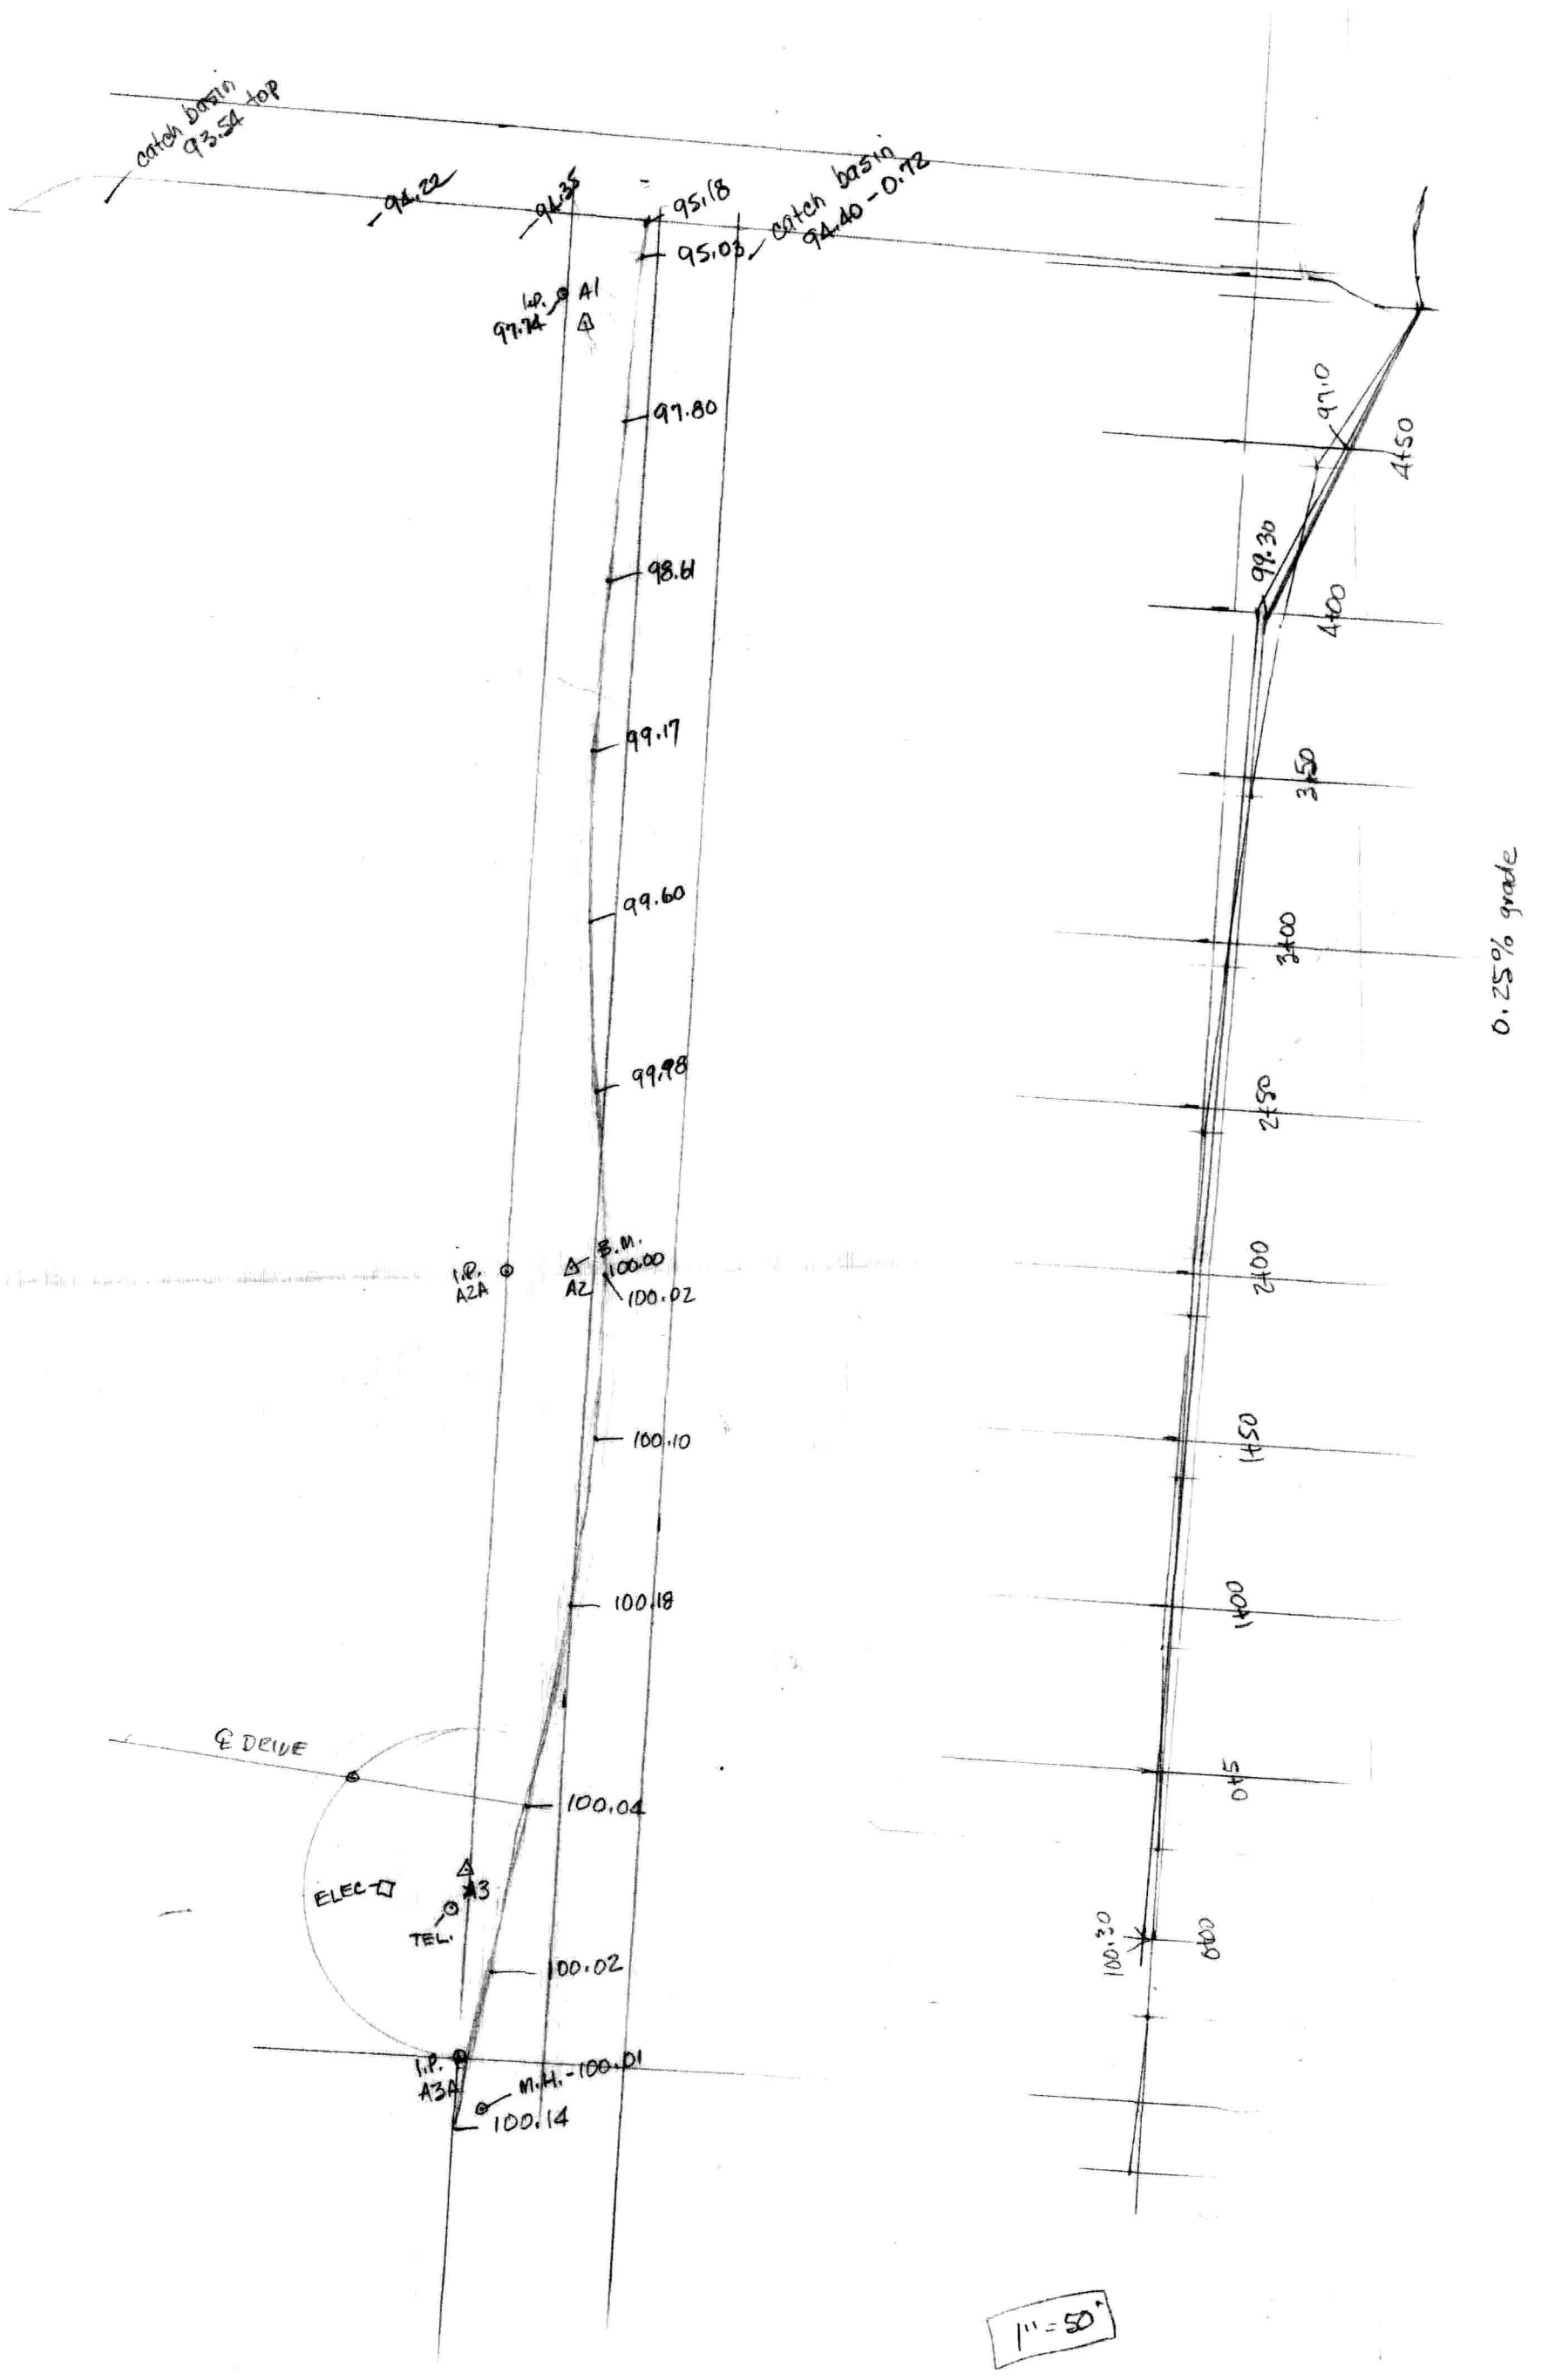 catch basin
93.54 top
94.22
94.35
95.18
95.03
catch basin
94.40 - 0.72
I.P.
97.74
A1
97.80
98.61
99.17
99.60
99.98
I.P.
A2A
B.M.
100.00
A2
100.02
100.10
100.18
℄ DRIVE
100.04
ELEC
A3
TEL.
100.02
I.P.
A3A
M.H. - 100.01
100.14
97.0
4+50
99.30
4+00
3+50
3+00
2+50
2+00
1+50
1+00
0+5
100.30
0+00
0.25% grade
1" = 50'